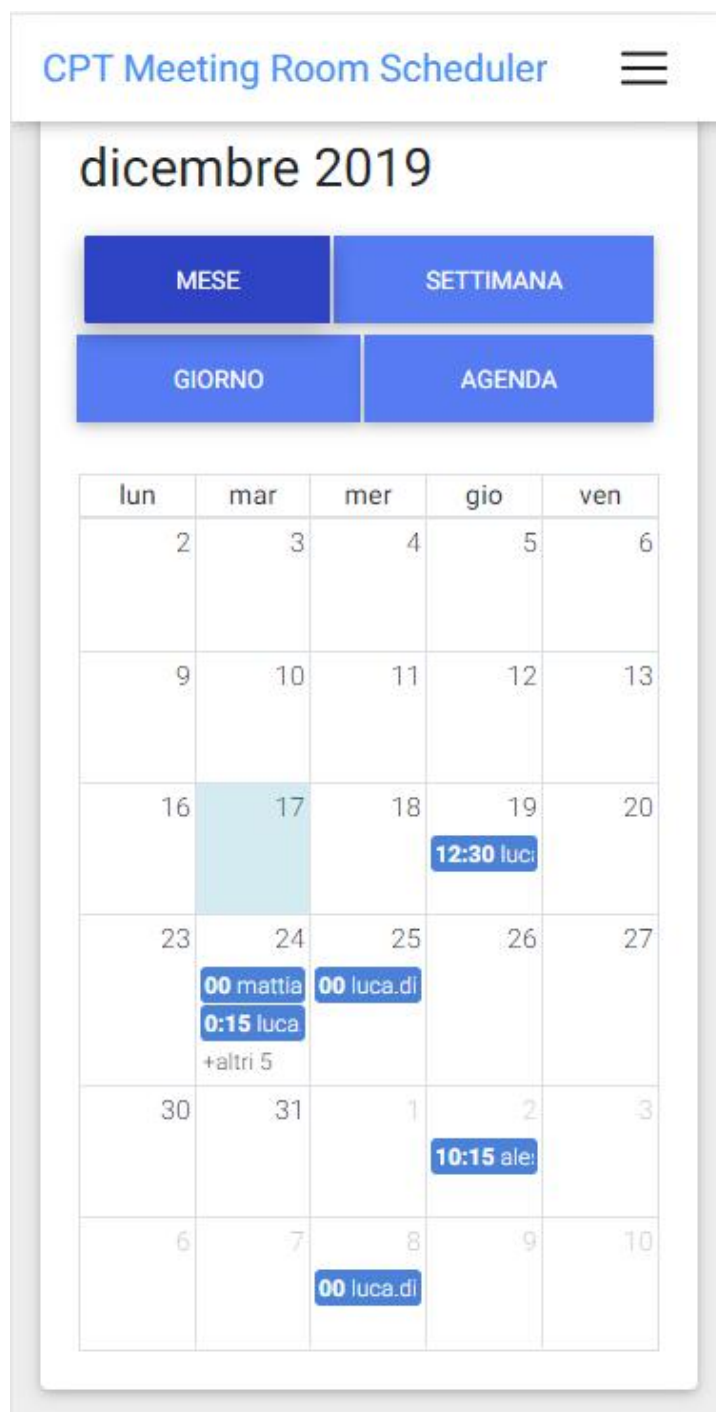 CPT Meeting Room Scheduler
dicembre 2019
MESE SETTIMANA
GIORNO AGENDA
lun mar mer gio ven
2 3 4 5 6
9 10 11 12 13
16 17 18 19 20
12:30 luc
23 24 25 26 27
00 mattia 00 luca.di
0:15 luca
+altri 5
30 31 1 2 3
10:15 ale
6 7 8 9 10
00 luca.di